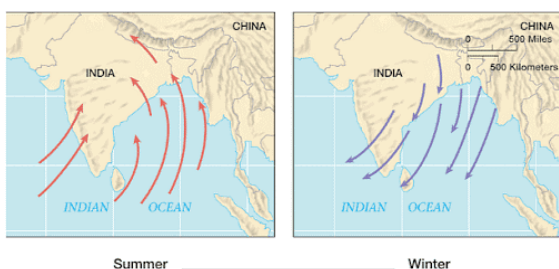 CHINA
INDIA
INDIAN OCEAN
Summer
CHINA
0 500 Miles
0 500 Kilometers
INDIA
INDIAN OCEAN
Winter